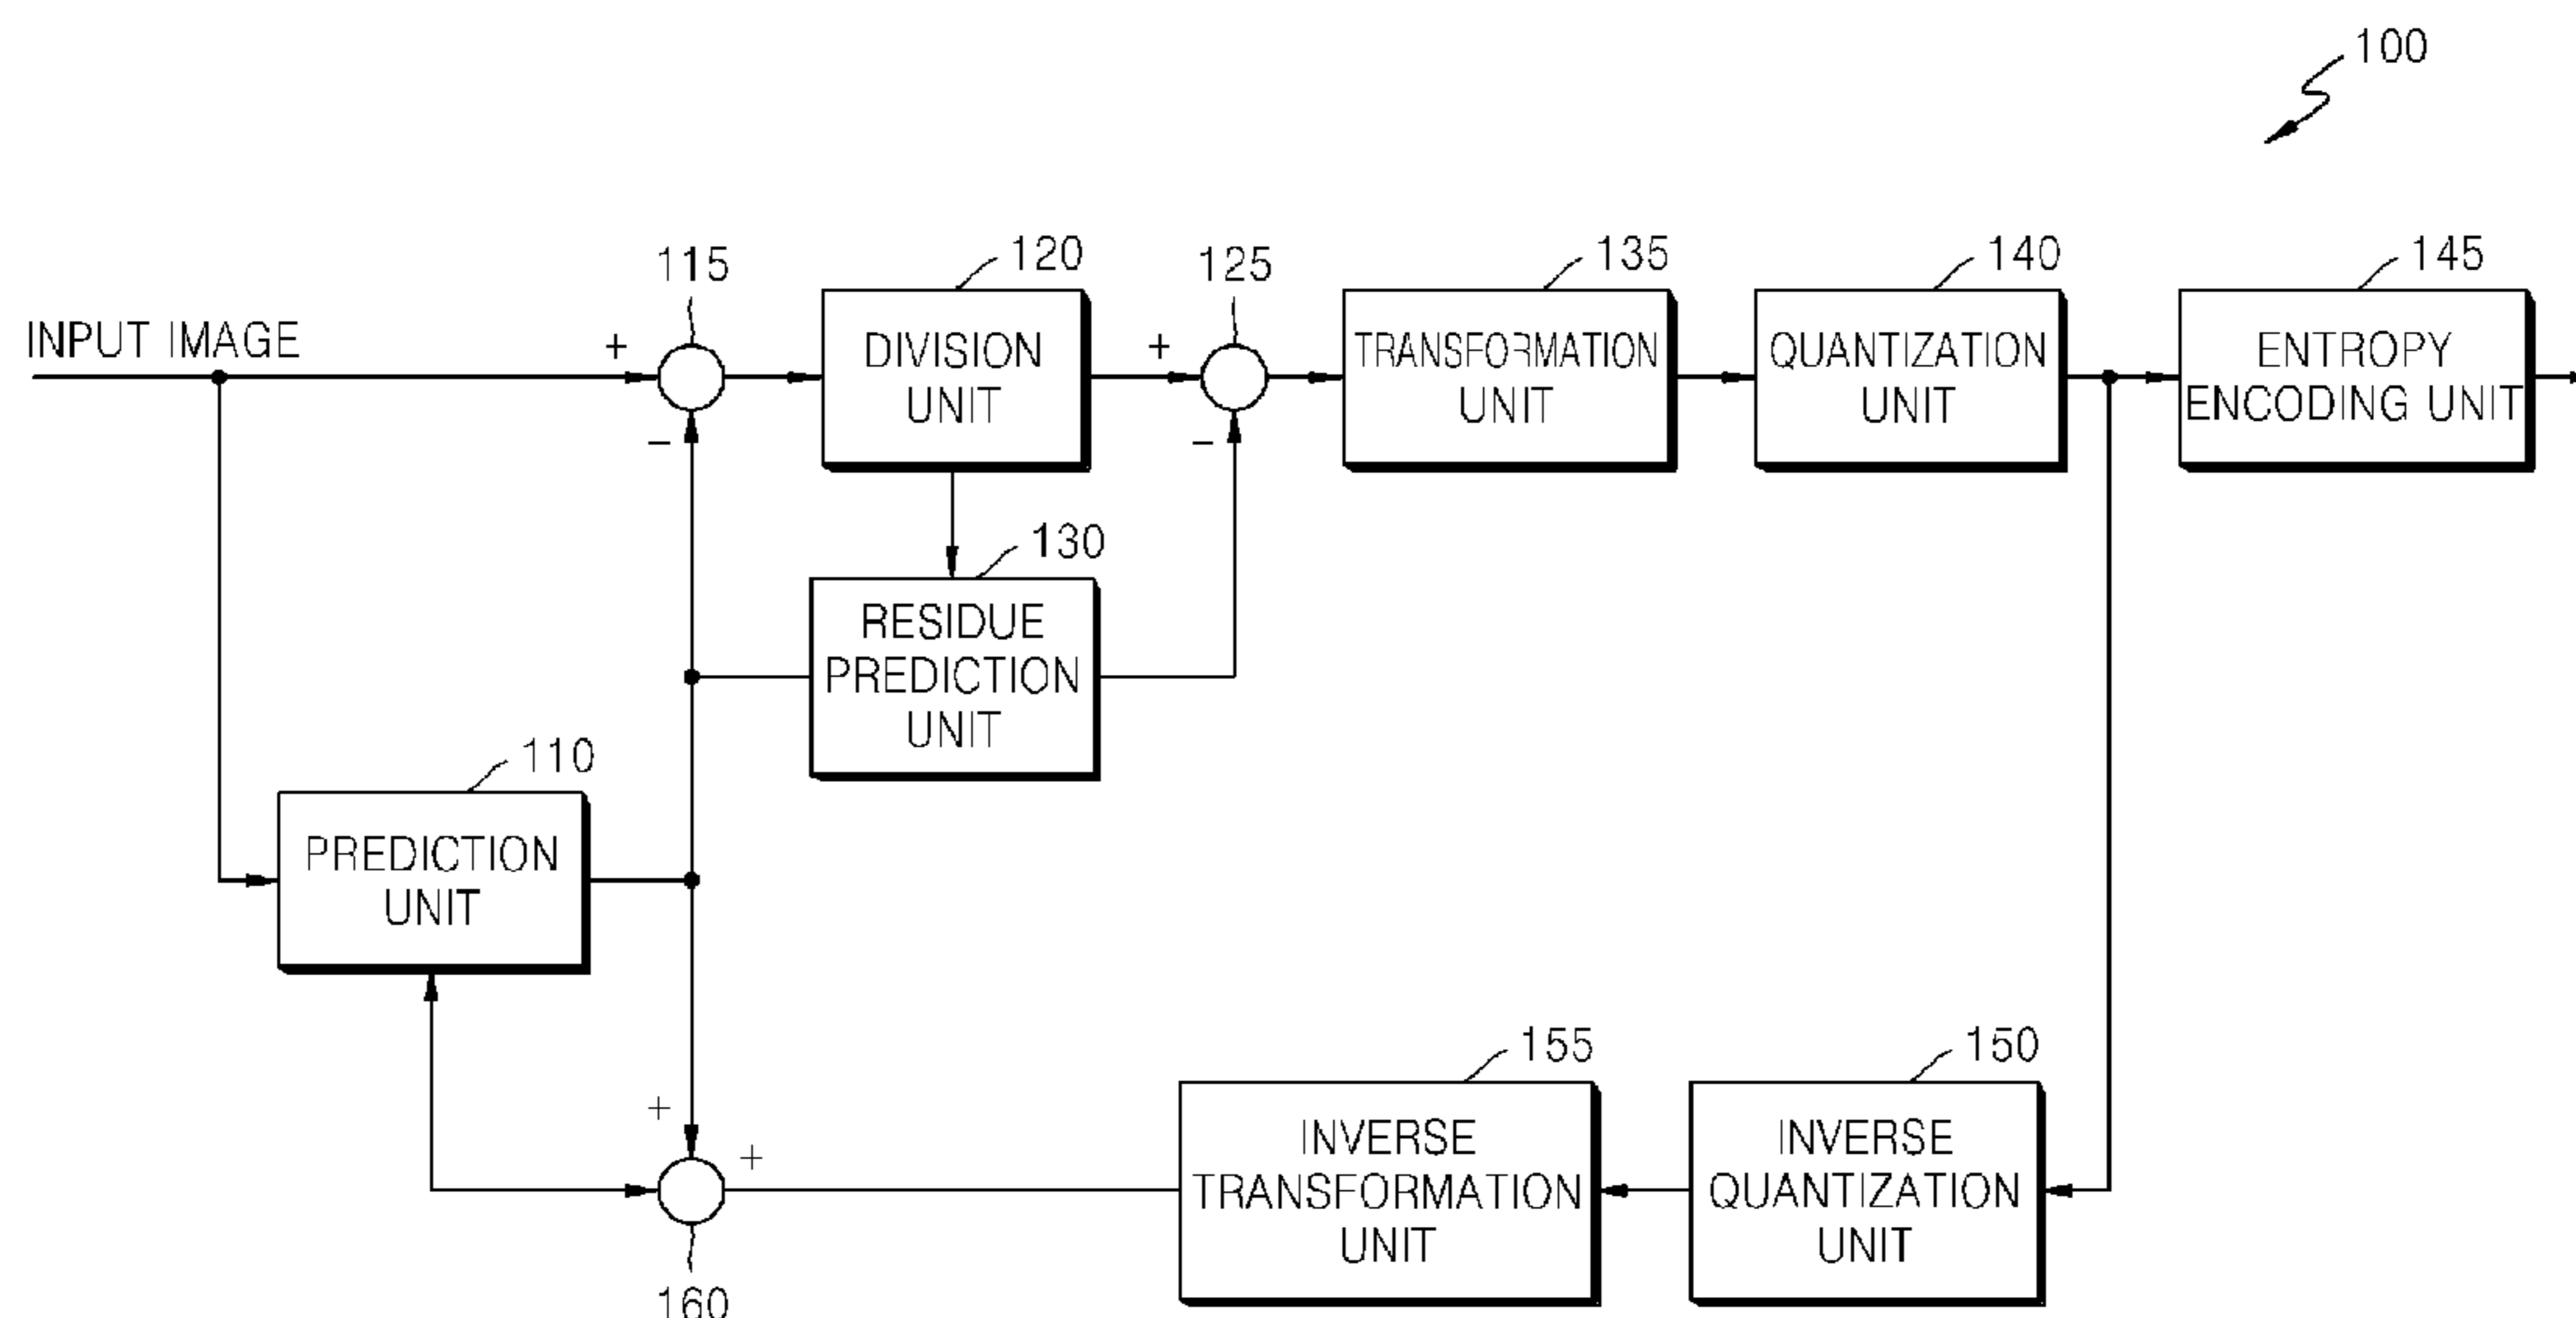 100
115
120
125
135
140
145
INPUT IMAGE
+
DIVISION
UNIT
+
TRANSFORMATION
UNIT
QUANTIZATION
UNIT
ENTROPY
ENCODING UNIT
−
−
130
RESIDUE
PREDICTION
UNIT
110
PREDICTION
UNIT
155
150
+
+
INVERSE
TRANSFORMATION
UNIT
INVERSE
QUANTIZATION
UNIT
160